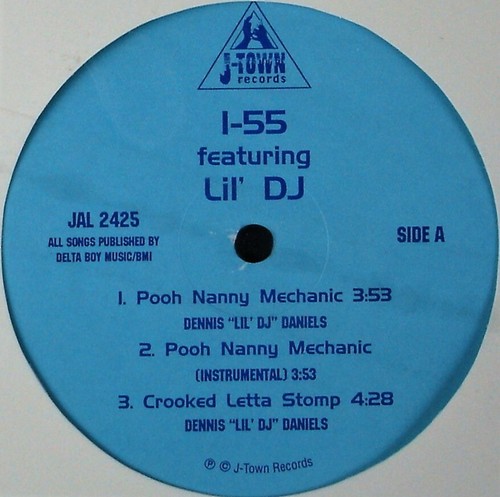 J-TOWN
records
I-55
featuring
Lil' DJ
JAL 2425
ALL SONGS PUBLISHED BY
DELTA BOY MUSIC/BMI
SIDE A
1. Pooh Nanny Mechanic 3:53
DENNIS "LIL' DJ" DANIELS
2. Pooh Nanny Mechanic
(INSTRUMENTAL) 3:53
3. Crooked Letta Stomp 4:28
DENNIS "LIL' DJ" DANIELS
℗ © J-Town Records